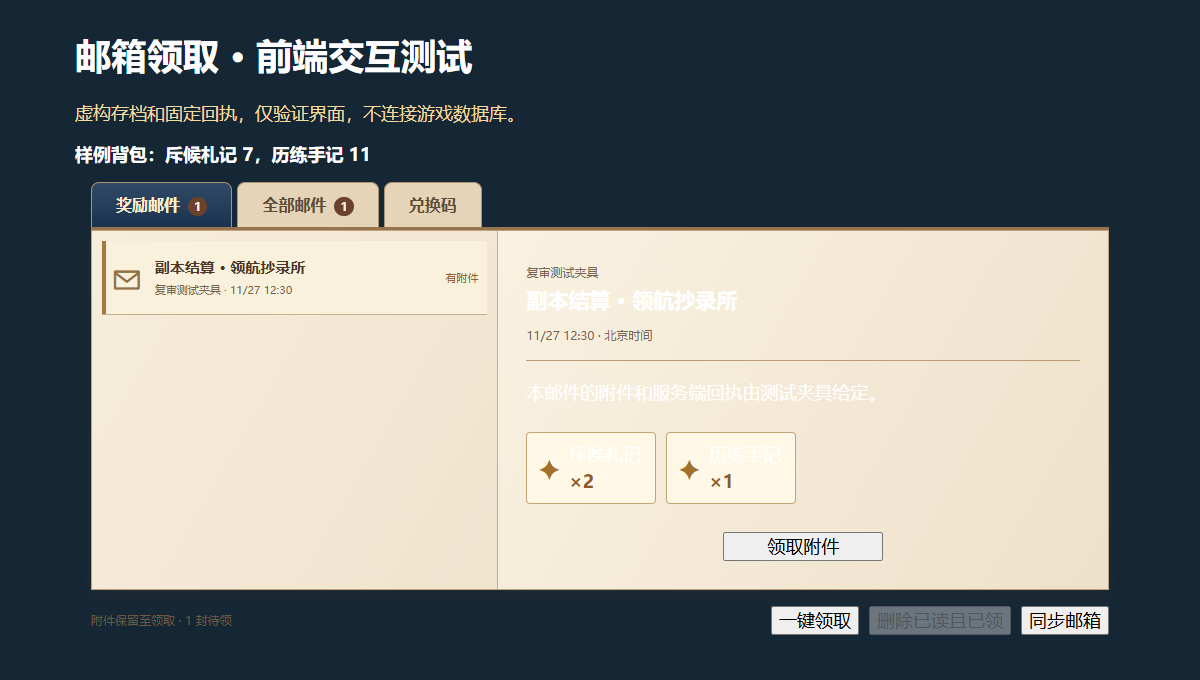 邮箱领取 • 前端交互测试
虚构存档和固定回执，仅验证界面，不连接游戏数据库。
样例背包：斥候札记 7，历练手记 11
奖励邮件 1 全部邮件 1 兑换码
副本结算 • 领航抄录所
复审测试夹具 · 11/27 12:30
有附件
复审测试夹具
副本结算 • 领航抄录所
11/27 12:30 · 北京时间
本邮件的附件和服务端回执由测试夹具给定。
斥候札记
×2
历练手记
×1
领取附件
附件保留至领取 · 1 封待领
一键领取 删除已读且已领 同步邮箱